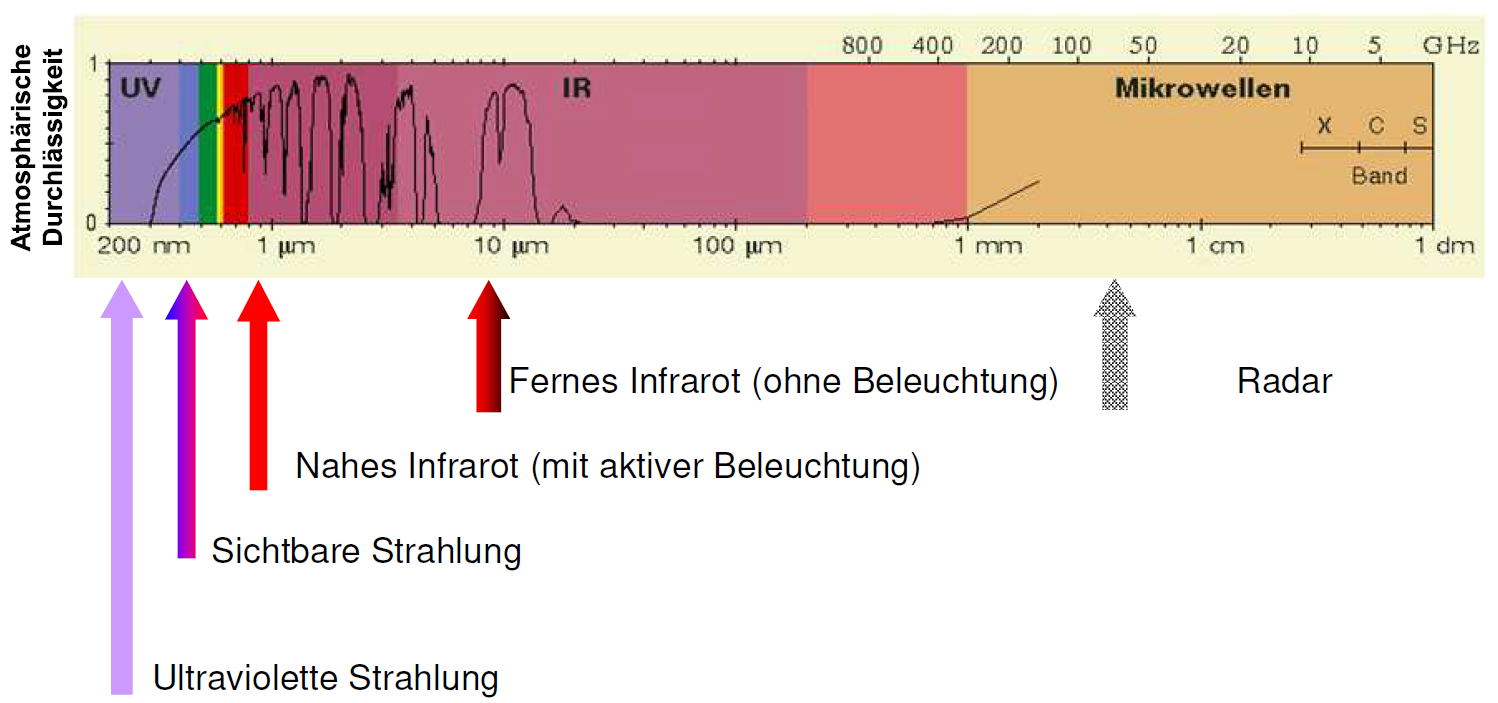 Atmosphärische
Durchlässigkeit
800 400 200 100 50 20 10 5 GHz
1
UV
IR
Mikrowellen
X C S
Band
0
200 nm 1 µm 10 µm 100 µm 1 mm 1 cm 1 dm
Fernes Infrarot (ohne Beleuchtung)
Radar
Nahes Infrarot (mit aktiver Beleuchtung)
Sichtbare Strahlung
Ultraviolette Strahlung